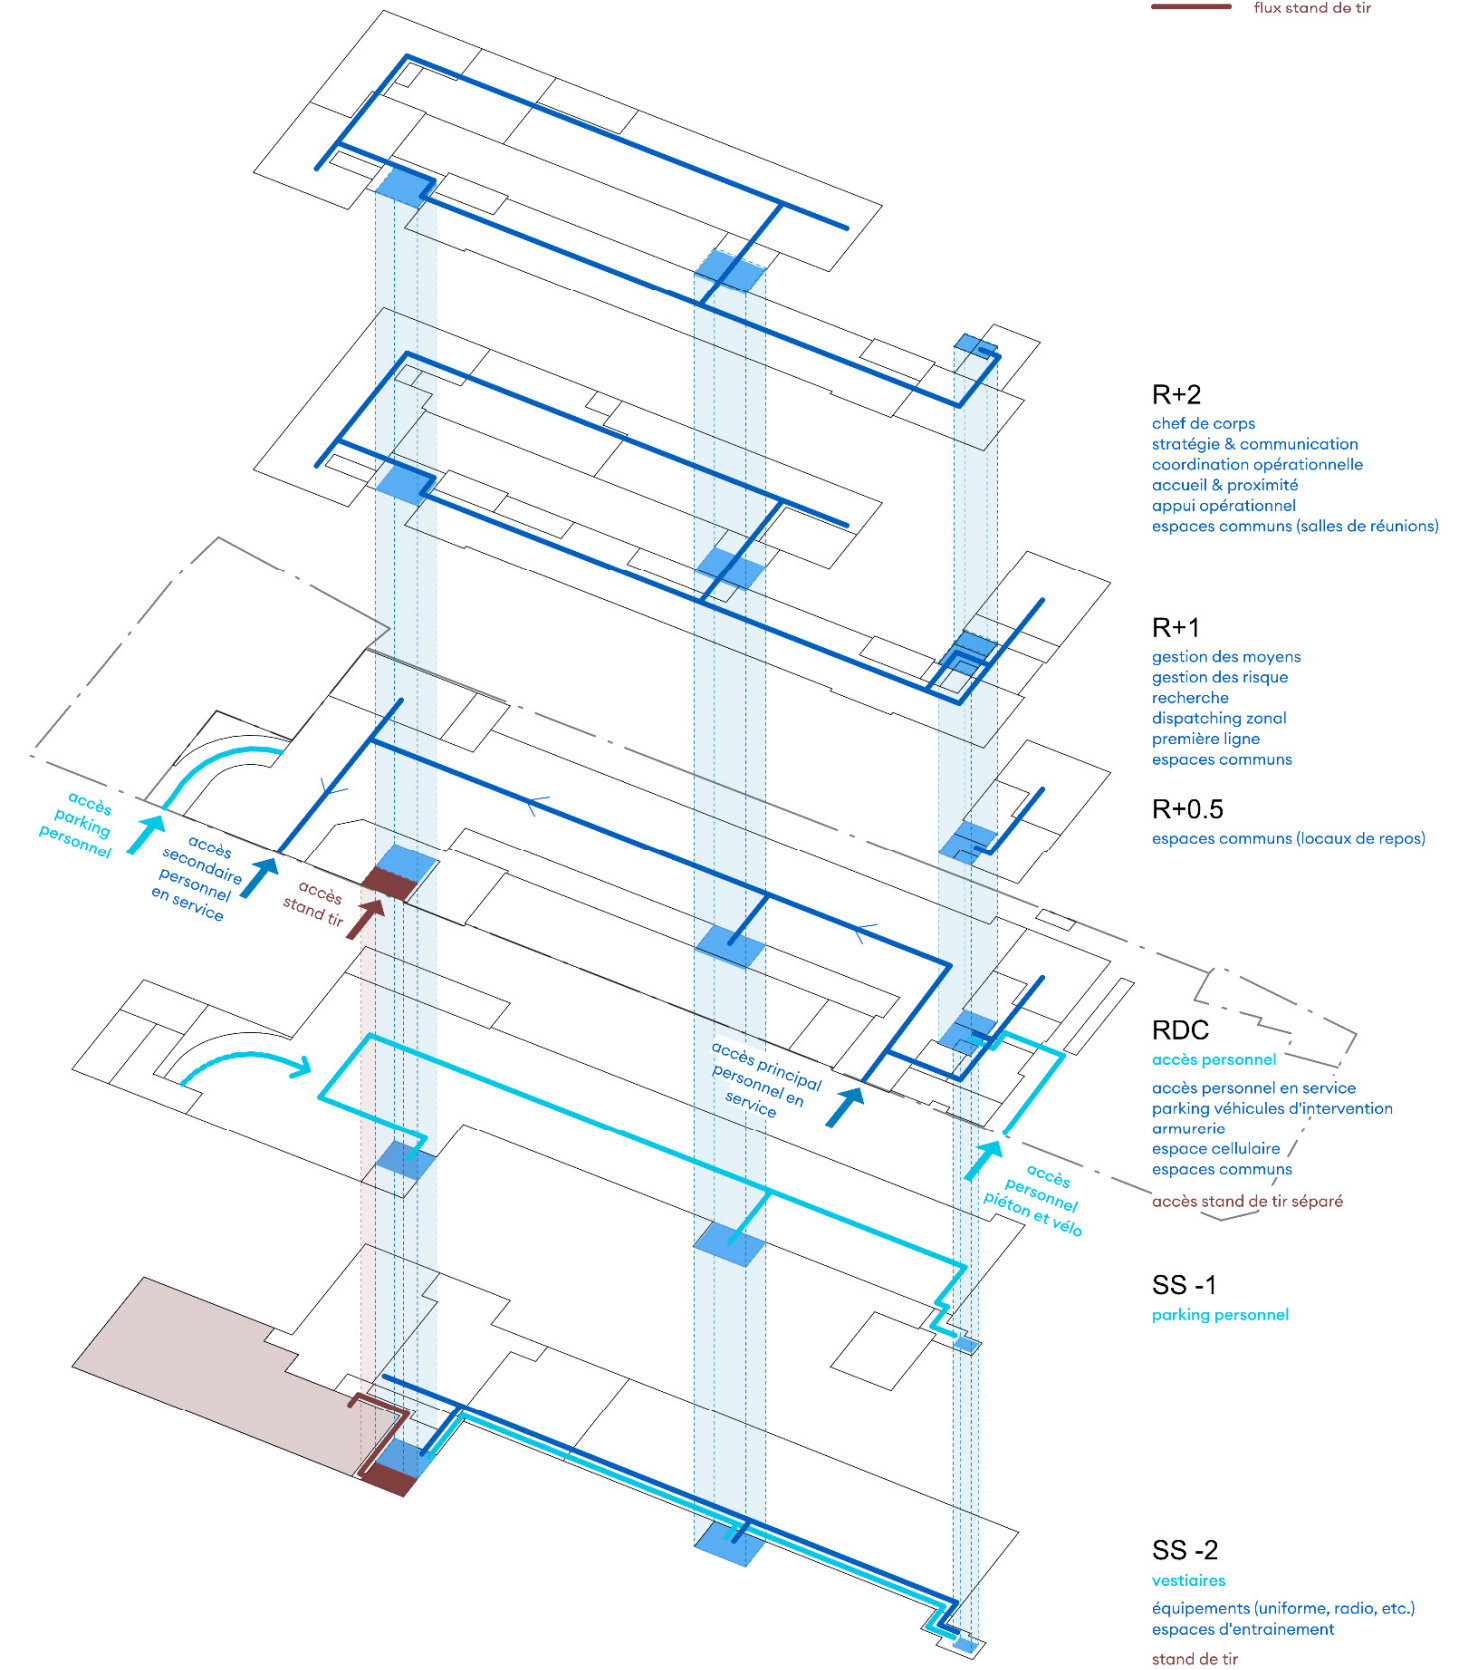 flux stand de tir
R+2
chef de corps
stratégie & communication
coordination opérationnelle
accueil & proximité
appui opérationnel
espaces communs (salles de réunions)
R+1
gestion des moyens
gestion des risque
recherche
dispatching zonal
première ligne
espaces communs
R+0.5
espaces communs (locaux de repos)
accès
parking
personnel
accès
secondaire
personnel
en service
accès
stand tir
accès principal
personnel en
service
accès
personnel
piéton et vélo
RDC
accès personnel
accès personnel en service
parking véhicules d'intervention
armurerie
espace cellulaire
espaces communs
accès stand de tir séparé
SS -1
parking personnel
SS -2
vestiaires
équipements (uniforme, radio, etc.)
espaces d'entrainement
stand de tir